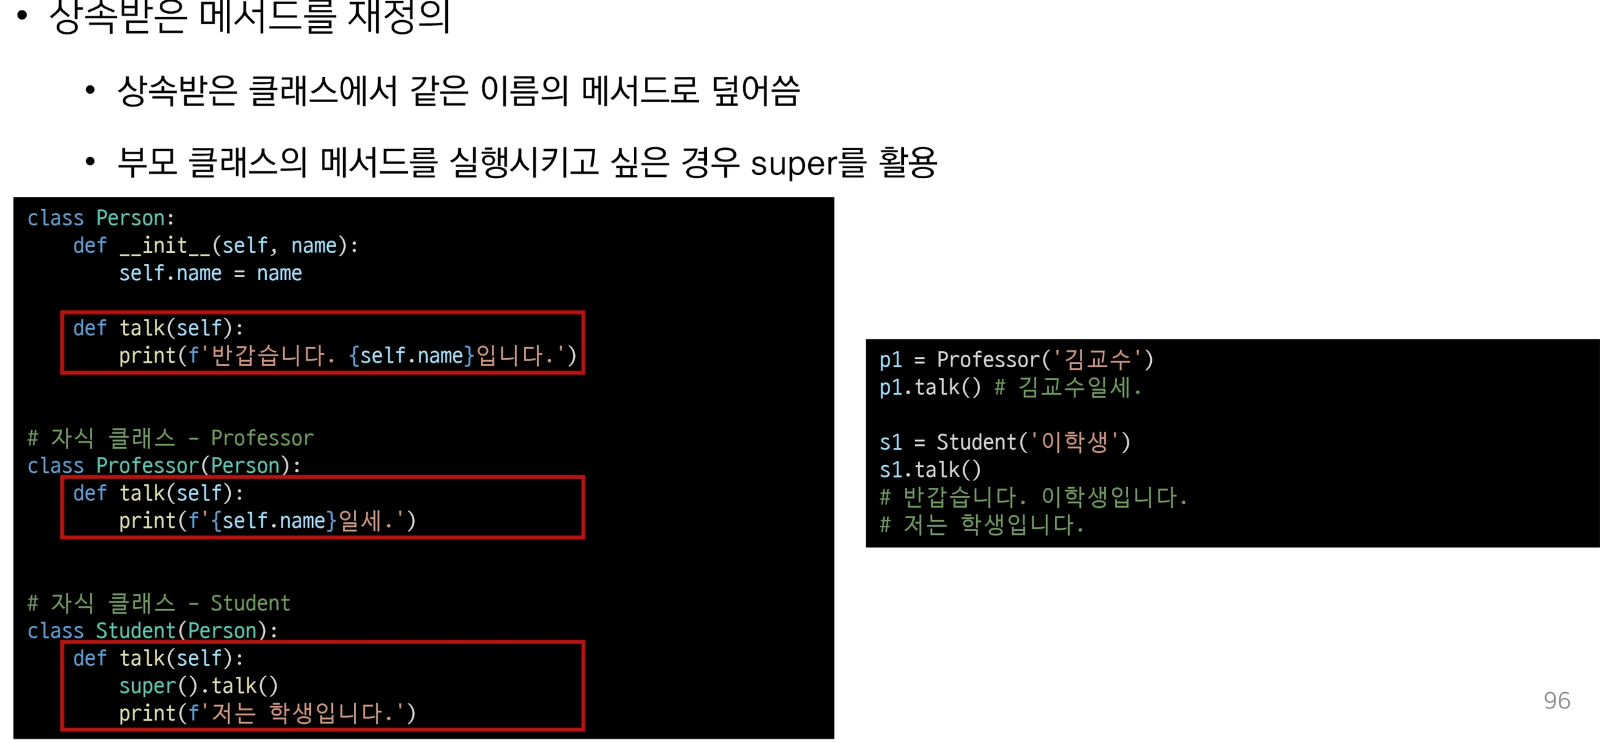 • 상속받은 메서드를 재정의
• 상속받은 클래스에서 같은 이름의 메서드로 덮어씀
• 부모 클래스의 메서드를 실행시키고 싶은 경우 super를 활용
class Person:
    def __init__(self, name):
        self.name = name
    def talk(self):
        print(f'반갑습니다. {self.name}입니다.')
# 자식 클래스 - Professor
class Professor(Person):
    def talk(self):
        print(f'{self.name}일세.')
# 자식 클래스 - Student
class Student(Person):
    def talk(self):
        super().talk()
        print(f'저는 학생입니다.')
p1 = Professor('김교수')
p1.talk() # 김교수일세.
s1 = Student('이학생')
s1.talk()
# 반갑습니다. 이학생입니다.
# 저는 학생입니다.
96